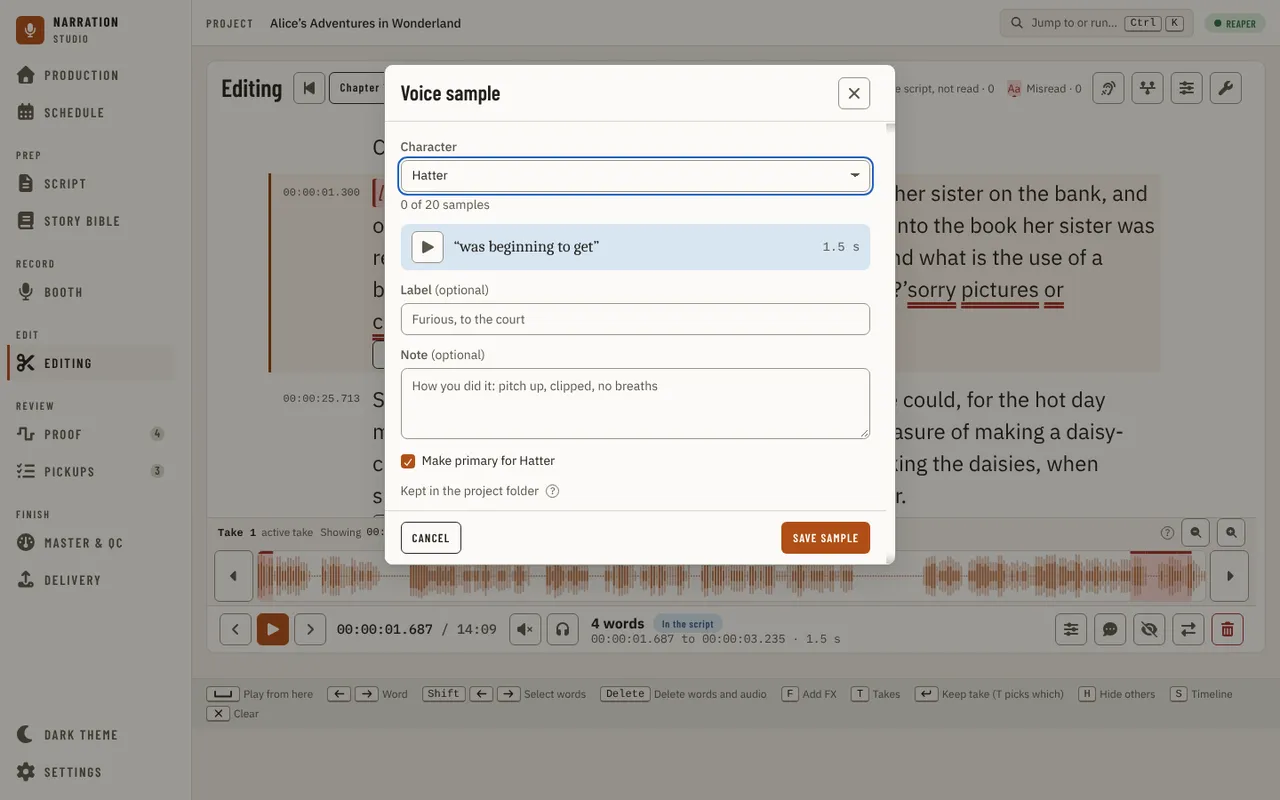 NARRATION
STUDIO
PRODUCTION
SCHEDULE
PREP
SCRIPT
STORY BIBLE
RECORD
BOOTH
EDIT
EDITING
REVIEW
PROOF 4
PICKUPS 3
FINISH
MASTER & QC
DELIVERY
DARK THEME
SETTINGS
PROJECT Alice's Adventures in Wonderland
Jump to or run... Ctrl K
REAPER
Editing
Chapter
script, not read · 0 Aa Misread · 0
Voice sample
Character
Hatter
0 of 20 samples
“was beginning to get” 1.5 s
Label (optional)
Furious, to the court
Note (optional)
How you did it: pitch up, clipped, no breaths
Make primary for Hatter
Kept in the project folder ?
CANCEL
SAVE SAMPLE
00:00:01.300
her sister on the bank, and
the book her sister was
what is the use of a
?’sorry pictures or
00:00:25.713
could, for the hot day
of making a daisy-
the daisies, when
Take 1 active take Showing 00:
?
00:00:01.687 / 14:09
4 words In the script
00:00:01.687 to 00:00:03.235 · 1.5 s
Play from here ← → Word Shift ← → Select words Delete Delete words and audio F Add FX T Takes Keep take (T picks which) H Hide others S Timeline
Clear